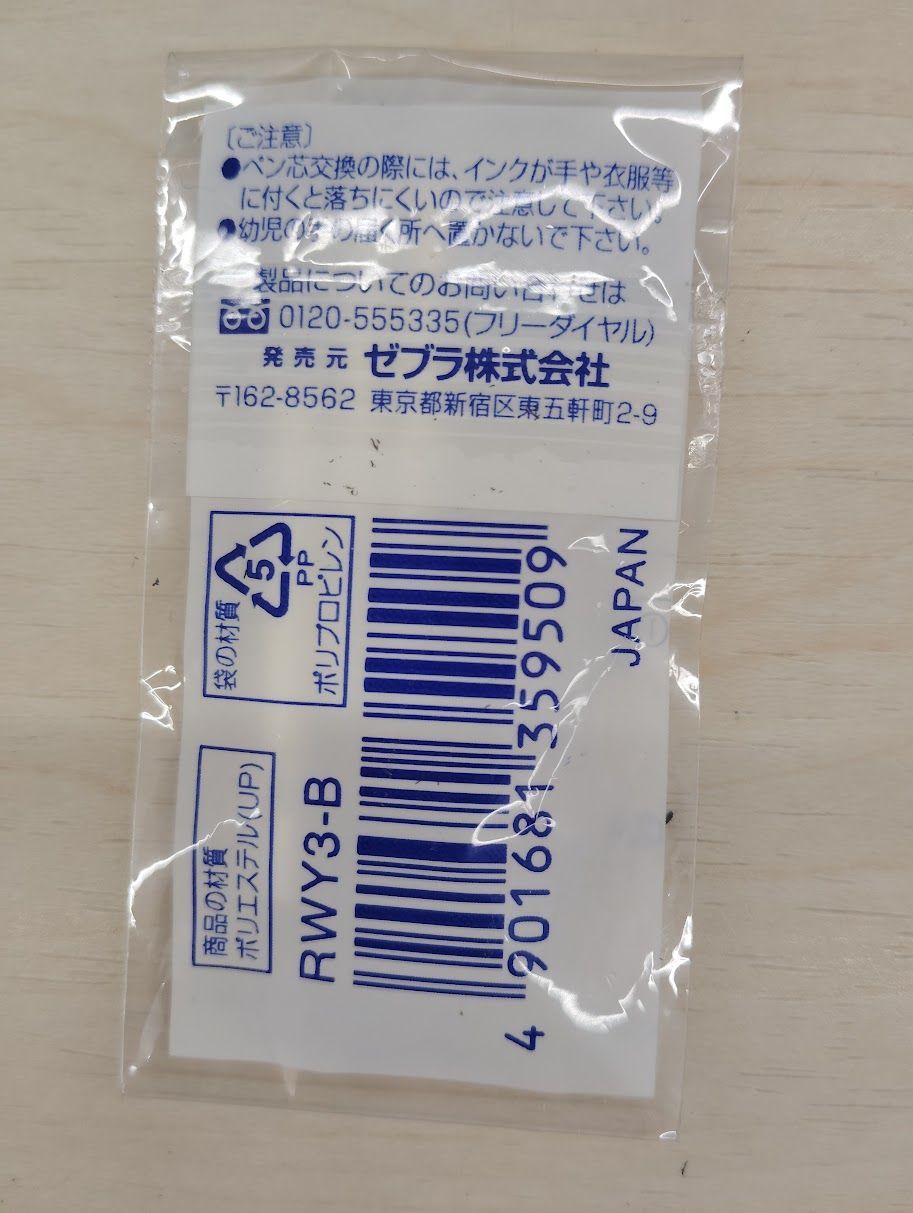 〔ご注意〕
●ペン芯交換の際には、インクが手や衣服等
に付くと落ちにくいので注意して下さい。
●幼児の手の届く所へ置かないで下さい。
製品についてのお問い合わせは
0120-555335(フリーダイヤル)
発売元 ゼブラ株式会社
〒162-8562 東京都新宿区東五軒町2-9
袋の材質
5
PP
ポリプロピレン
商品の材質
ポリエステル(UP)
RWY3-B
4 901681 359509
JAPAN